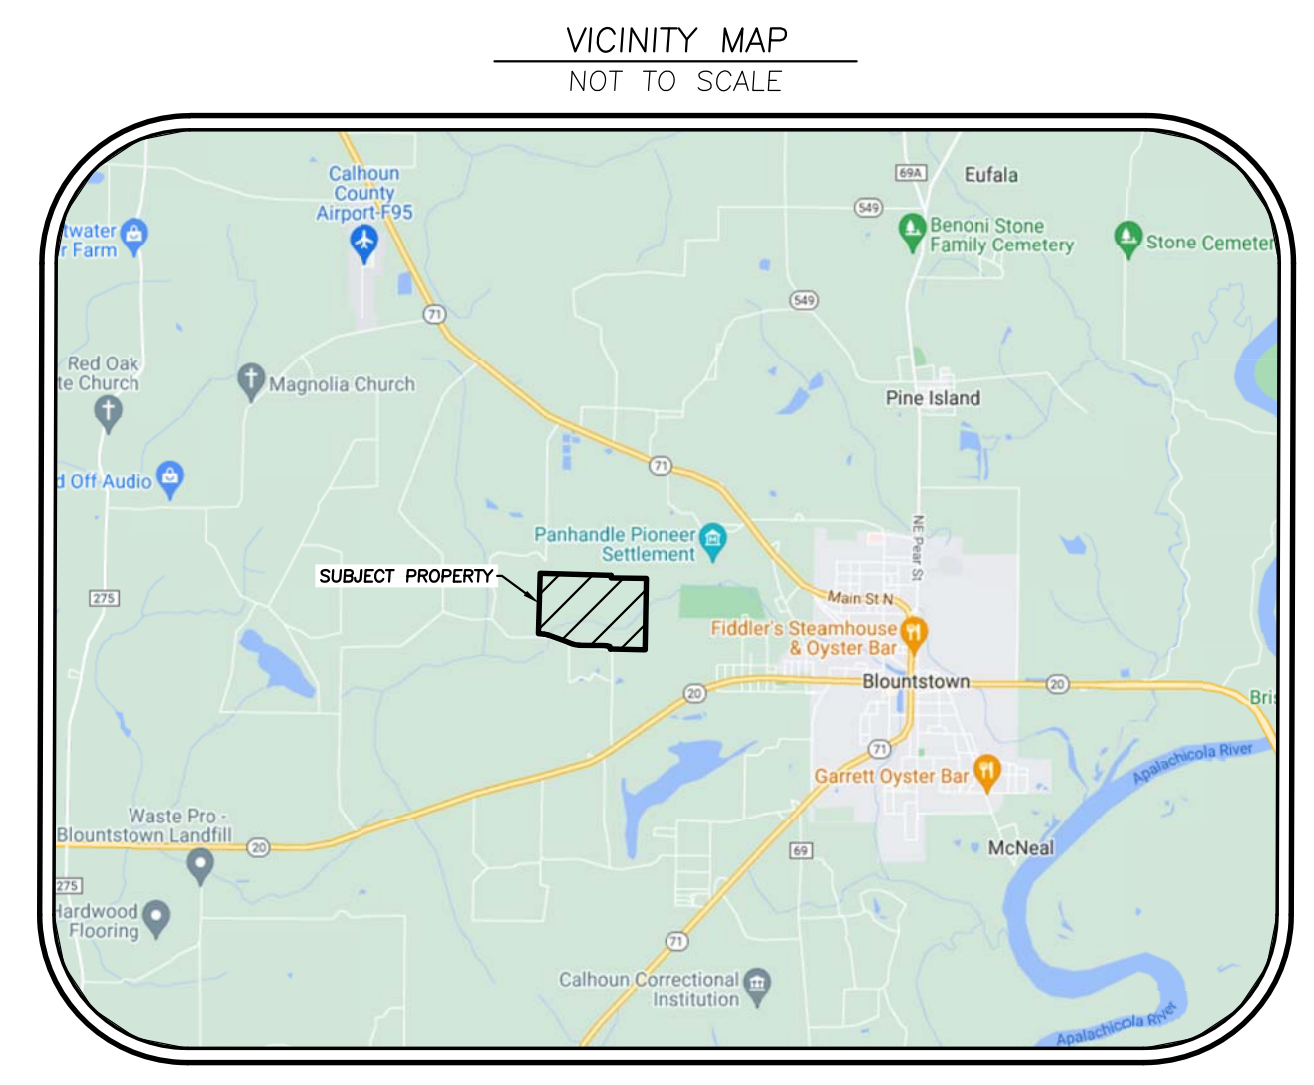 VICINITY MAP
NOT TO SCALE
Calhoun
County
Airport-F95
69A
Eufala
549
Benoni Stone
Family Cemetery
Stone Cemeter
twater
r Farm
549
71
Red Oak
te Church
Magnolia Church
Pine Island
71
d Off Audio
NE Pear St
Panhandle Pioneer
Settlement
SUBJECT PROPERTY
275
Main St N
Fiddler's Steamhouse
& Oyster Bar
Blountstown
20
20
Bris
71
Apalachicola River
Garrett Oyster Bar
Waste Pro -
Blountstown Landfill
20
69
McNeal
275
Hardwood
Flooring
71
Calhoun Correctional
Institution
Apalachicola River